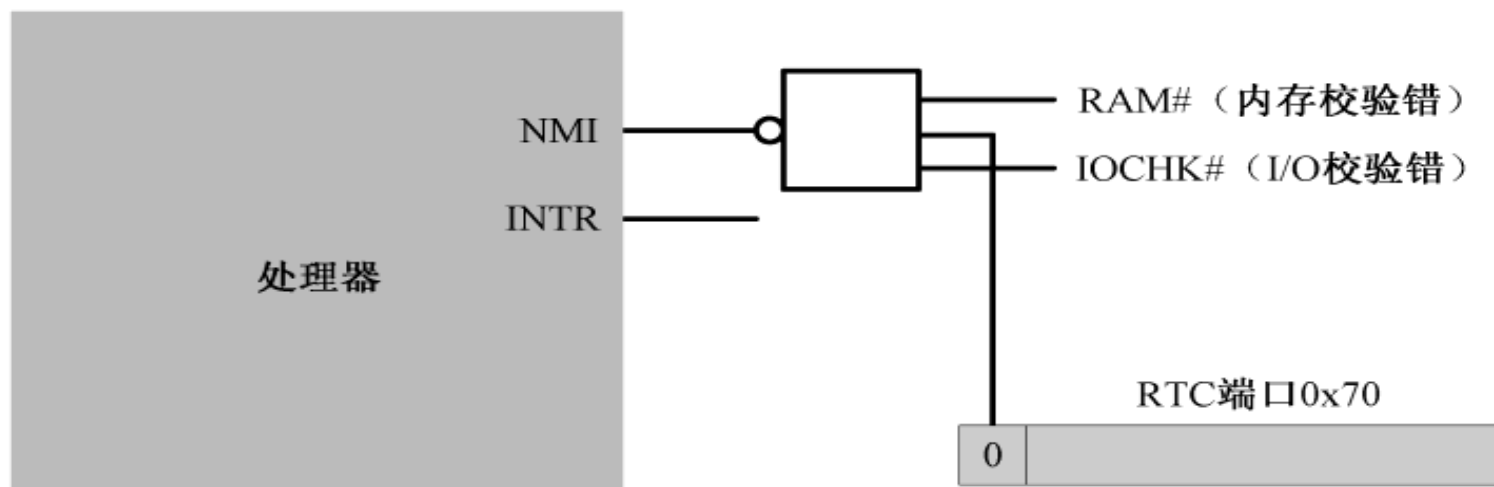 RAM#（内存校验错）
NMI
IOCHK#（I/O校验错）
INTR
处理器
RTC端口0x70
0